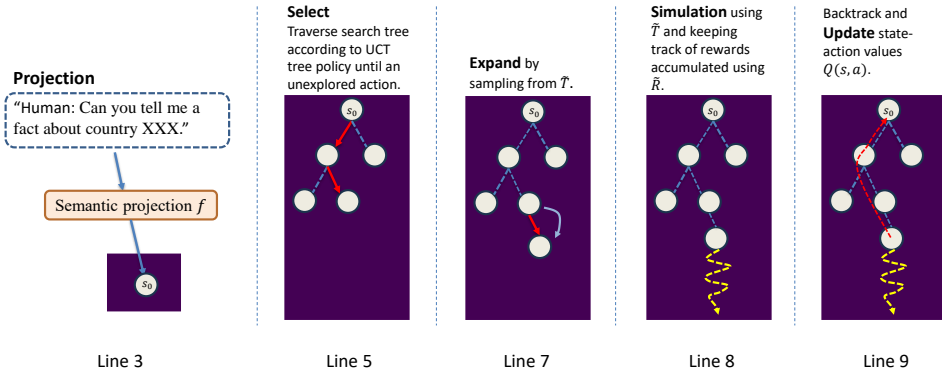 Projection
"Human: Can you tell me a
fact about country XXX."
Semantic projection f
s₀
Line 3
Select
Traverse search tree
according to UCT
tree policy until an
unexplored action.
s₀
Line 5
Expand by
sampling from T̃.
s₀
Line 7
Simulation using
T̃ and keeping
track of rewards
accumulated using
R̃.
s₀
Line 8
Backtrack and
Update state-
action values
Q(s, a).
s₀
Line 9